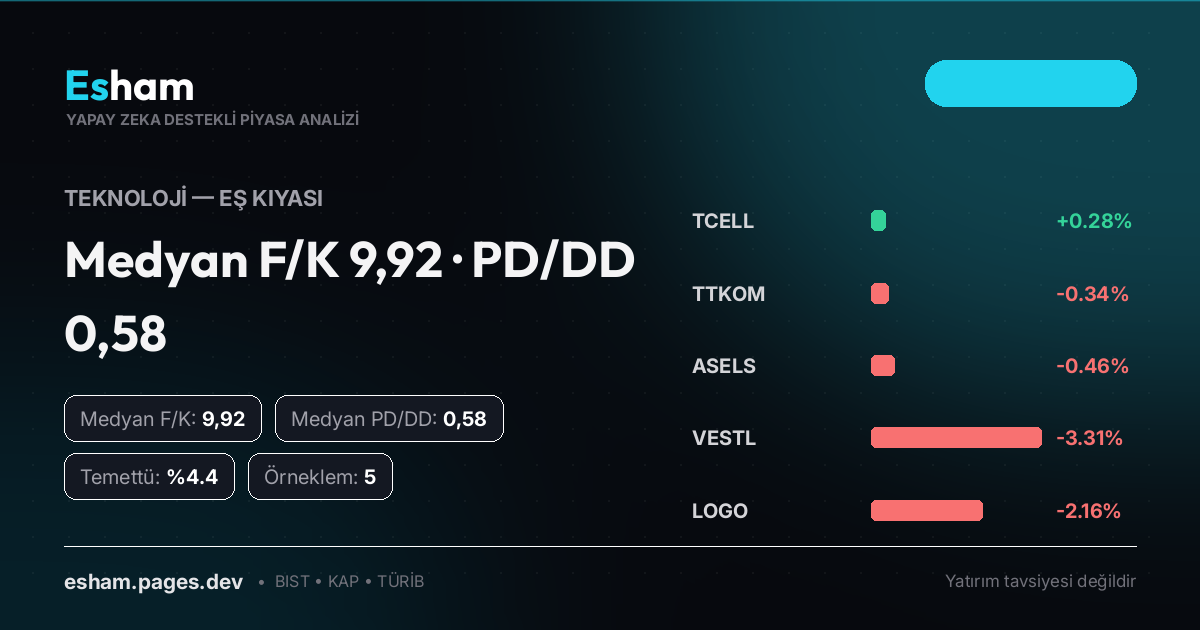 Esham
YAPAY ZEKA DESTEKLİ PİYASA ANALİZİ
TEKNOLOJİ — EŞ KIYASI
Medyan F/K 9,92 · PD/DD
0,58
Medyan F/K: 9,92
Medyan PD/DD: 0,58
Temettü: %4.4
Örneklem: 5
TCELL +0.28%
TTKOM -0.34%
ASELS -0.46%
VESTL -3.31%
LOGO -2.16%
esham.pages.dev • BIST • KAP • TÜRİB
Yatırım tavsiyesi değildir